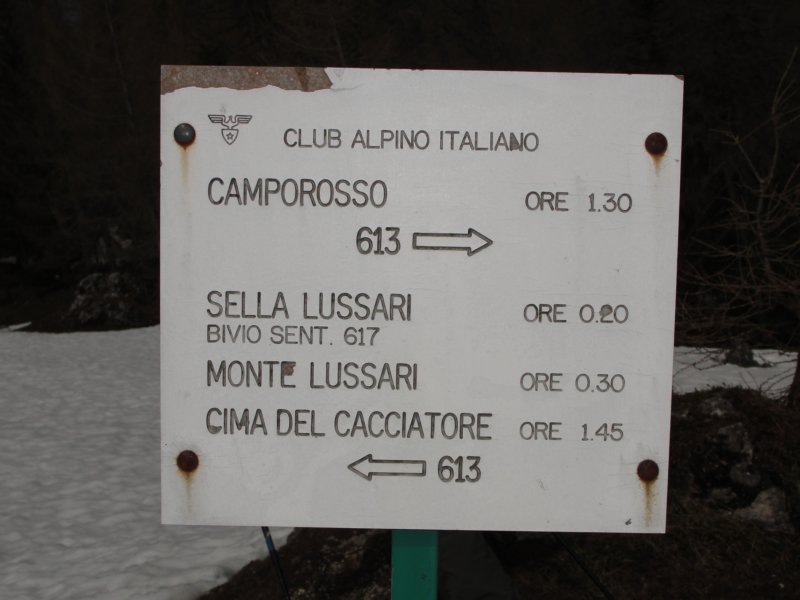 CLUB ALPINO ITALIANO
CAMPOROSSO ORE 1.30
613
SELLA LUSSARI ORE 0.20
BIVIO SENT. 617
MONTE LUSSARI ORE 0.30
CIMA DEL CACCIATORE ORE 1.45
613